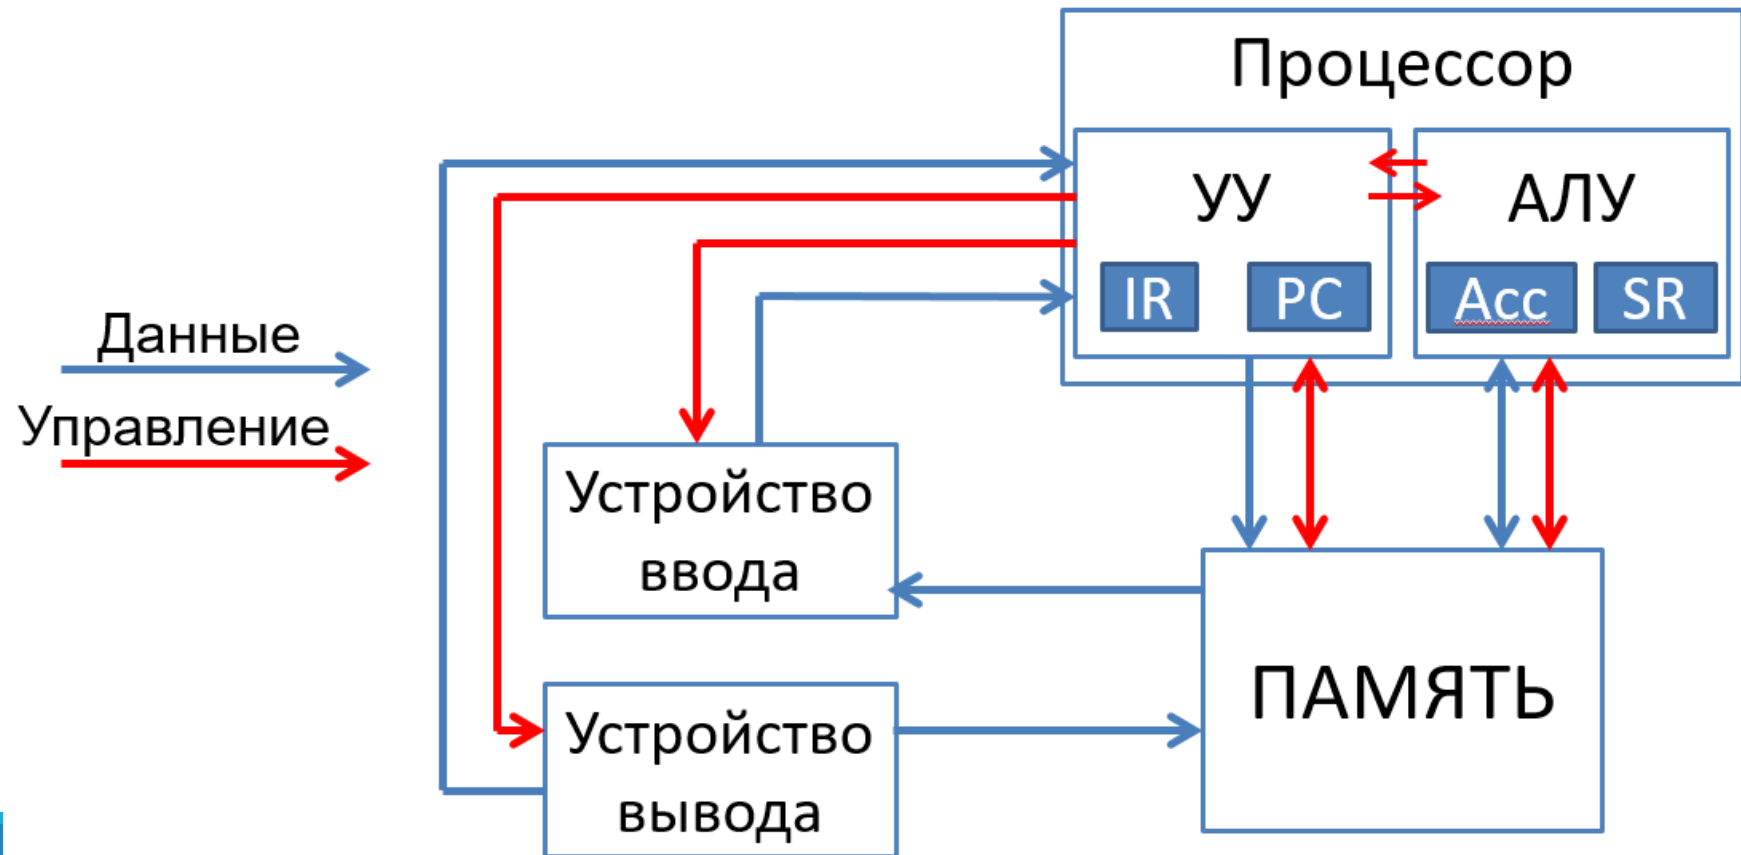 Процессор
УУ
АЛУ
IR
PC
Acc
SR
Данные
Управление
Устройство
ввода
Устройство
вывода
ПАМЯТЬ